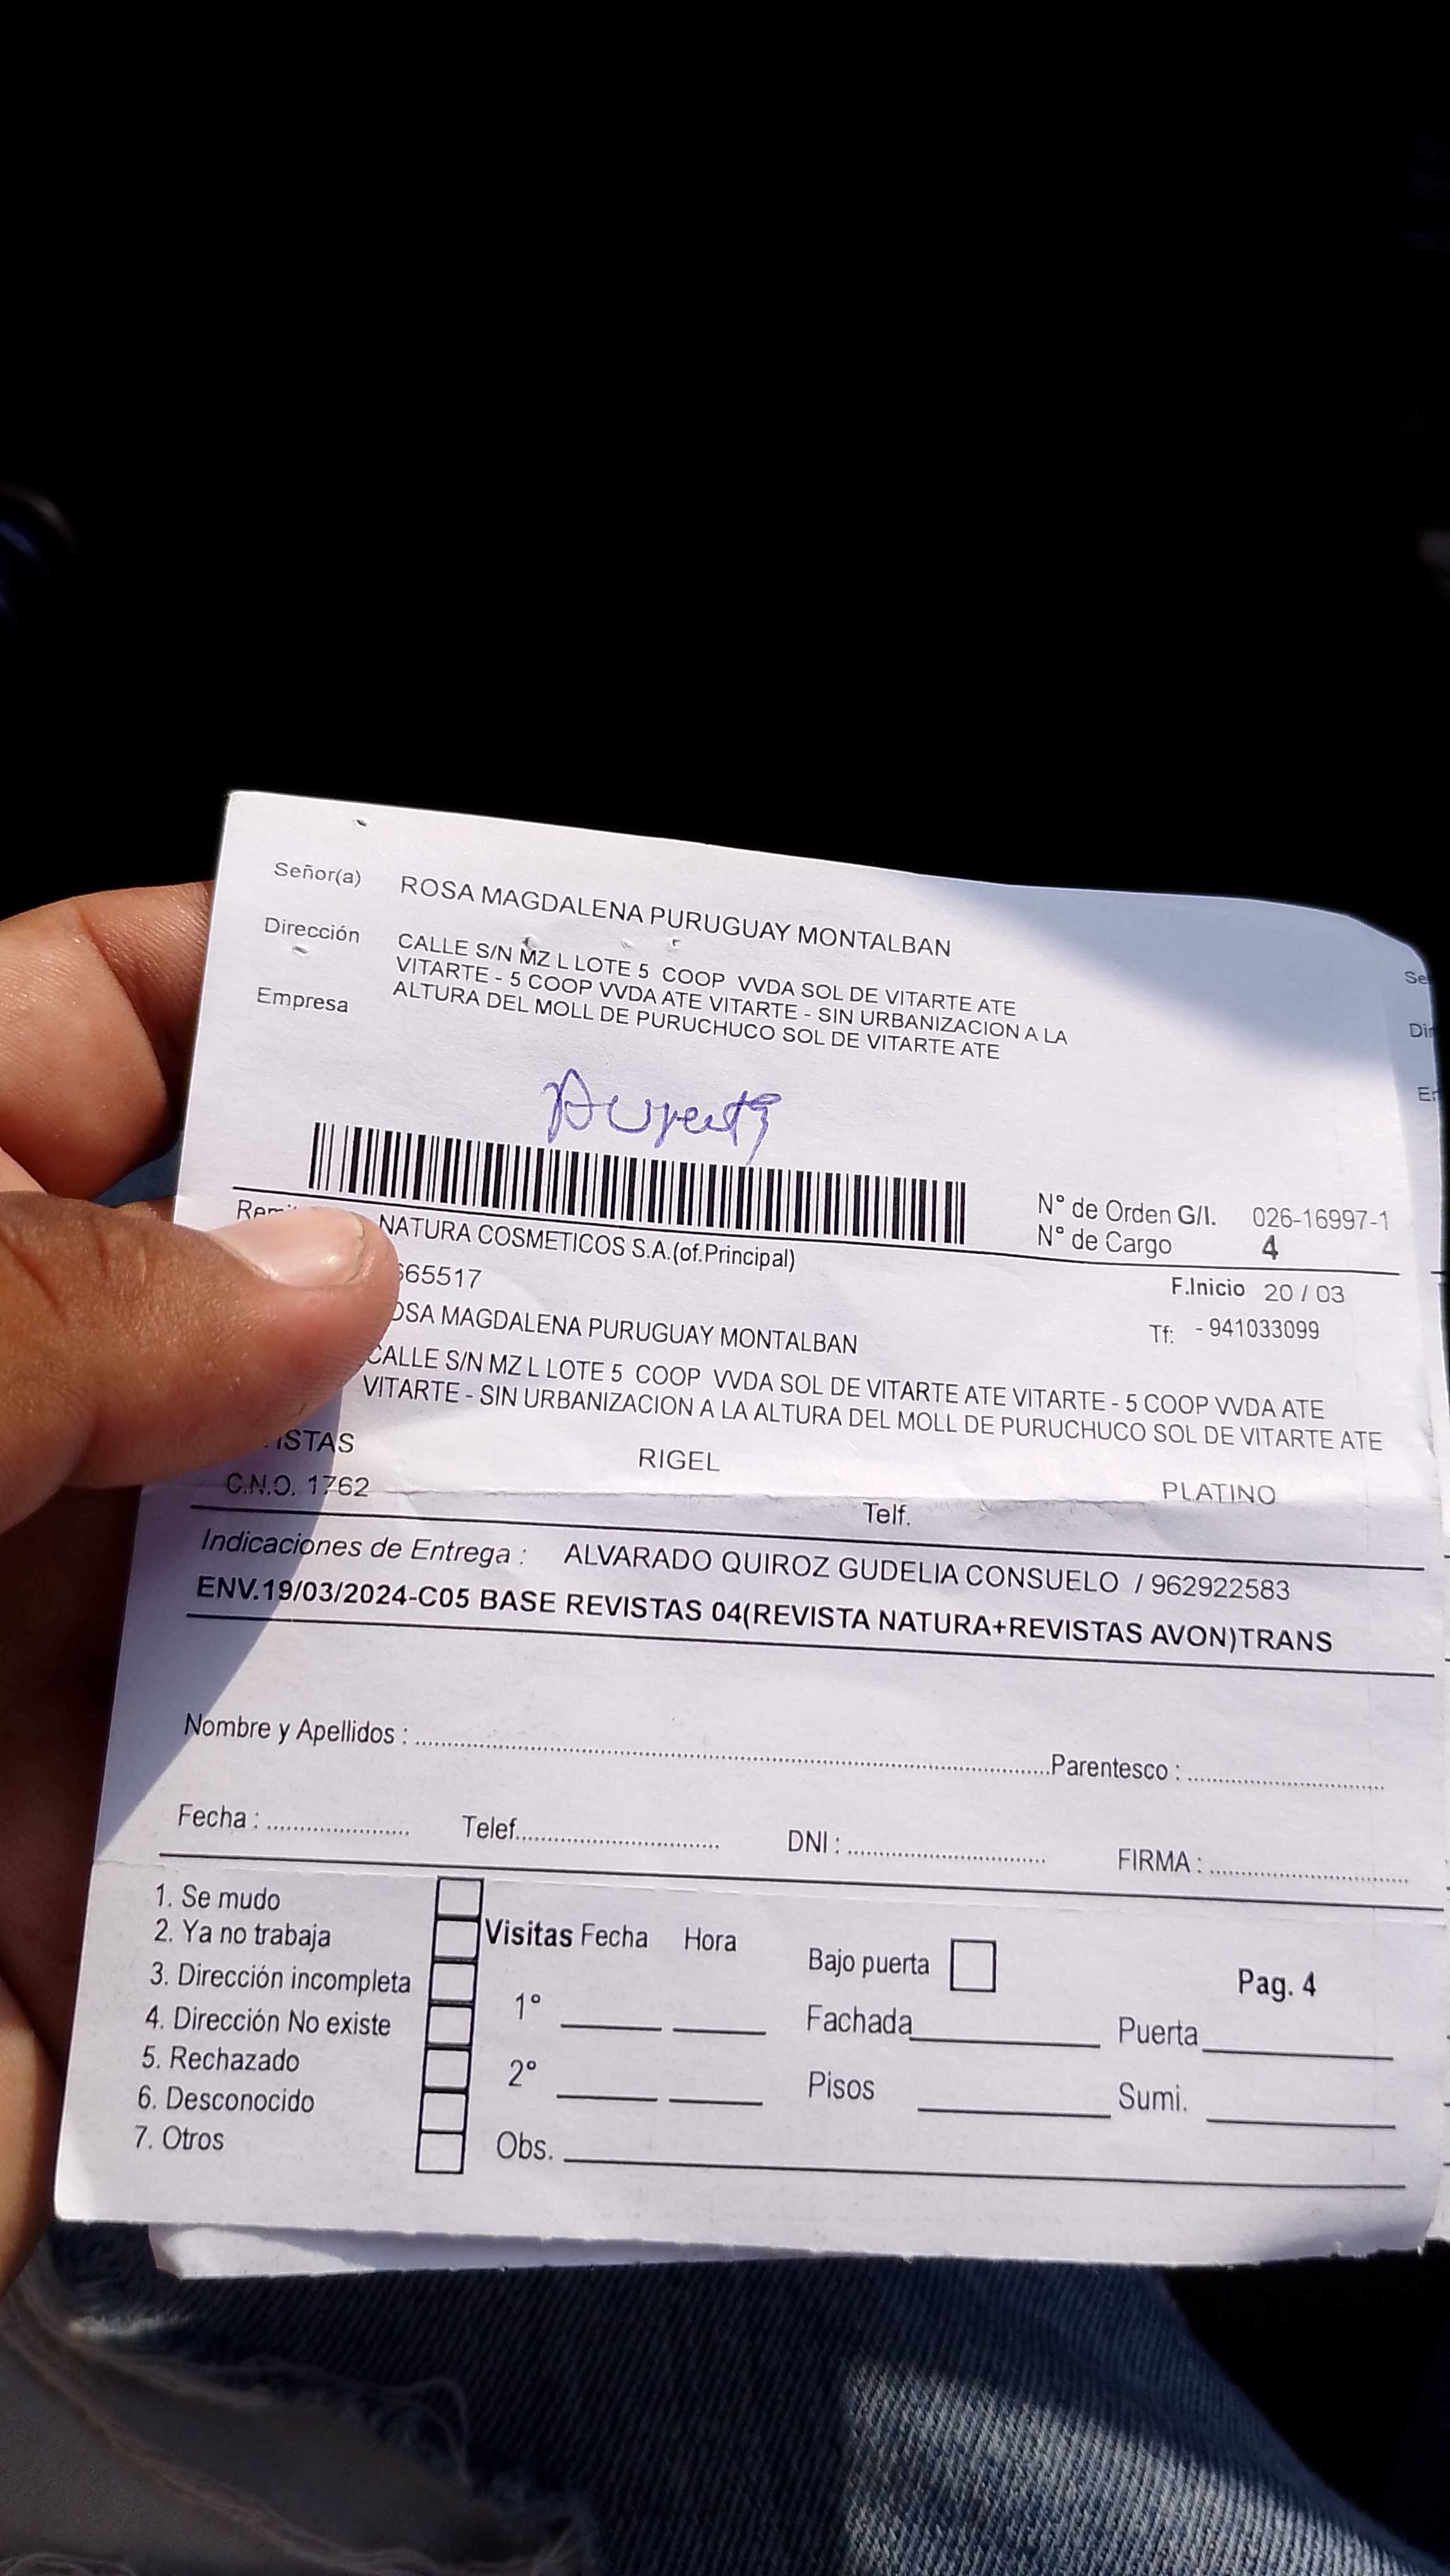 Señor(a) ROSA MAGDALENA PURUGUAY MONTALBAN
Dirección CALLE S/N MZ L LOTE 5 COOP VVDA SOL DE VITARTE ATE
VITARTE - 5 COOP VVDA ATE VITARTE - SIN URBANIZACION A LA
Empresa ALTURA DEL MOLL DE PURUCHUCO SOL DE VITARTE ATE
N° de Orden G/I. 026-16997-1
N° de Cargo 4
NATURA COSMETICOS S.A.(of.Principal)
65517 F.Inicio 20 / 03
OSA MAGDALENA PURUGUAY MONTALBAN Tf: - 941033099
CALLE S/N MZ L LOTE 5 COOP VVDA SOL DE VITARTE ATE VITARTE - 5 COOP VVDA ATE
VITARTE - SIN URBANIZACION A LA ALTURA DEL MOLL DE PURUCHUCO SOL DE VITARTE ATE
ISTAS RIGEL PLATINO
C.N.O. 1762 Telf.
Indicaciones de Entrega : ALVARADO QUIROZ GUDELIA CONSUELO / 962922583
ENV.19/03/2024-C05 BASE REVISTAS 04(REVISTA NATURA+REVISTAS AVON)TRANS
Nombre y Apellidos : Parentesco :
Fecha : Telef. DNI : FIRMA :
1. Se mudo
2. Ya no trabaja
3. Dirección incompleta
4. Dirección No existe
5. Rechazado
6. Desconocido
7. Otros
Visitas Fecha Hora
1°
2°
Obs.
Bajo puerta Pag. 4
Fachada Puerta
Pisos Sumi.